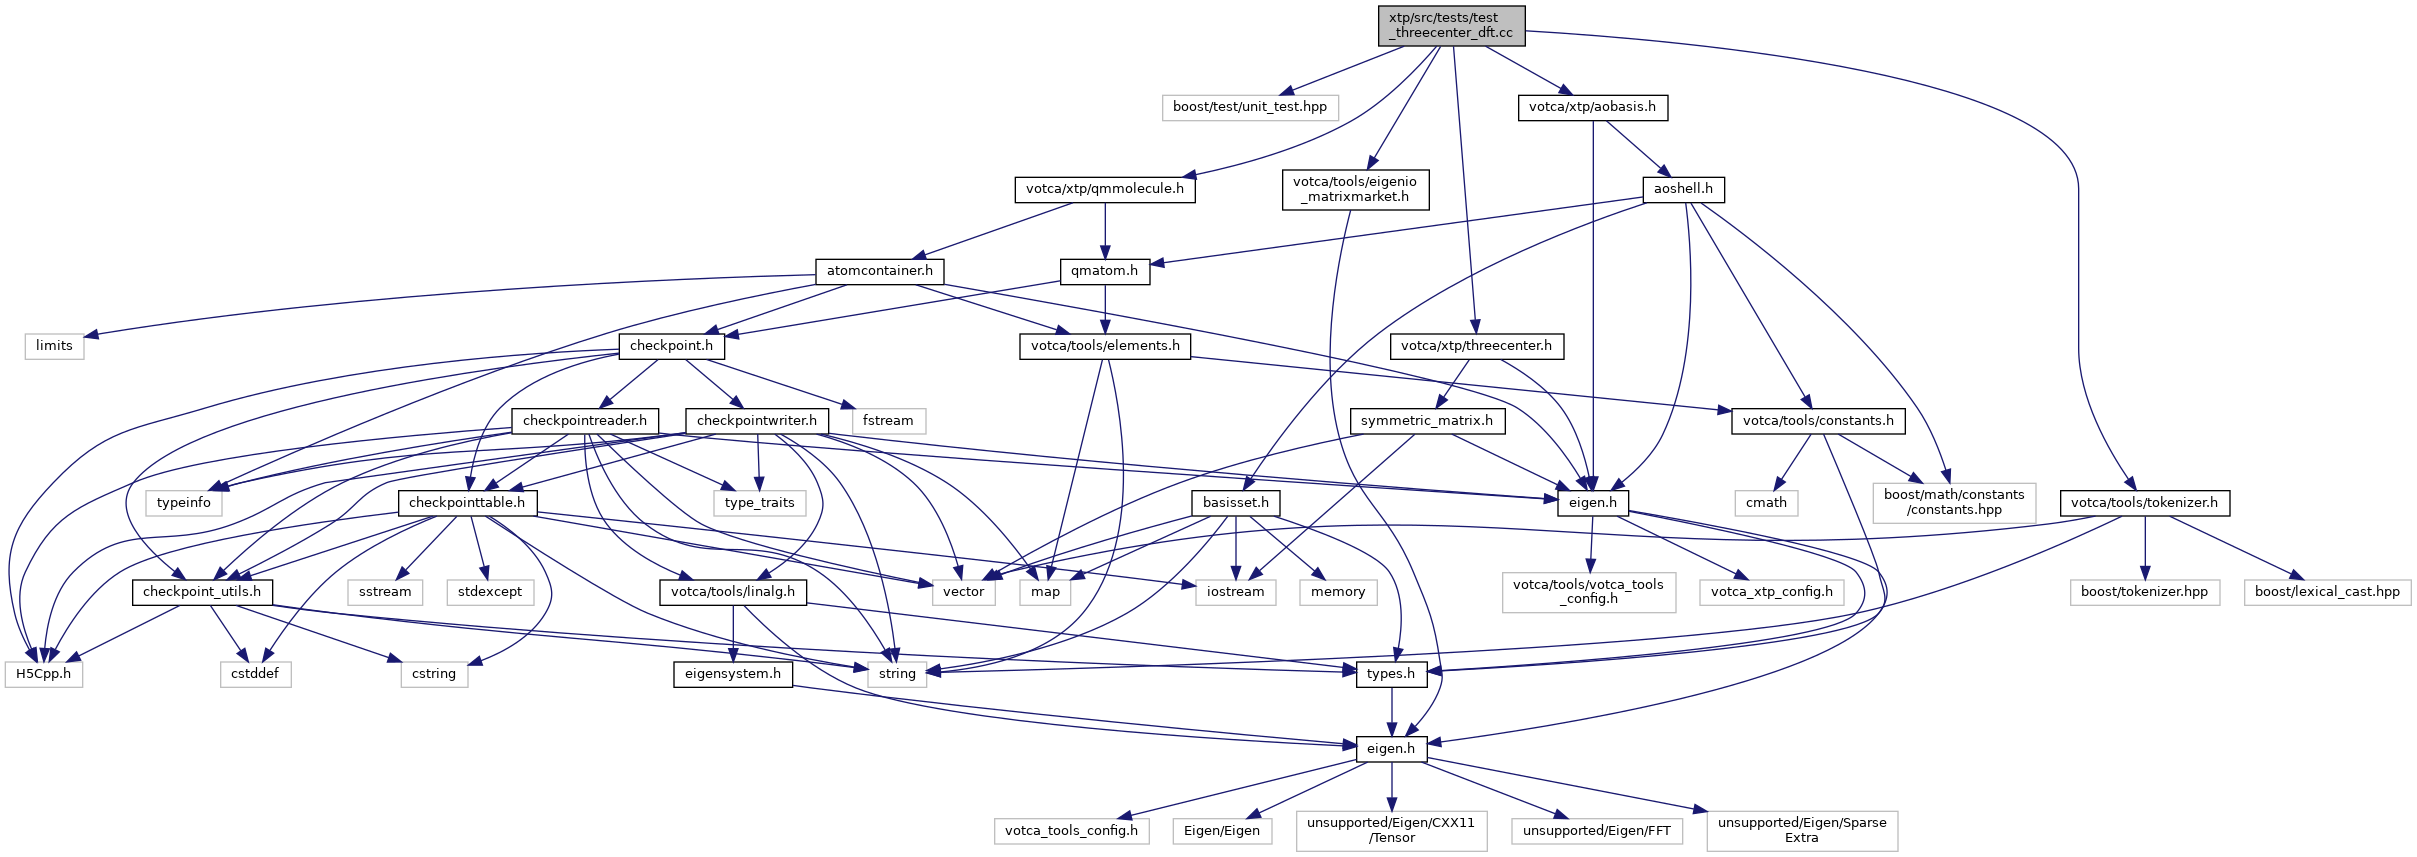 xtp/src/tests/test
_threecenter_dft.cc
boost/test/unit_test.hpp
votca/xtp/aobasis.h
votca/xtp/qmmolecule.h
votca/tools/eigenio
_matrixmarket.h
aoshell.h
atomcontainer.h
qmatom.h
limits
checkpoint.h
votca/tools/elements.h
votca/xtp/threecenter.h
checkpointreader.h
checkpointwriter.h
fstream
symmetric_matrix.h
votca/tools/constants.h
typeinfo
checkpointtable.h
type_traits
basisset.h
eigen.h
cmath
boost/math/constants
/constants.hpp
votca/tools/tokenizer.h
checkpoint_utils.h
sstream
stdexcept
votca/tools/linalg.h
vector
map
iostream
memory
votca/tools/votca_tools
_config.h
votca_xtp_config.h
boost/tokenizer.hpp
boost/lexical_cast.hpp
H5Cpp.h
cstddef
cstring
eigensystem.h
string
types.h
eigen.h
votca_tools_config.h
Eigen/Eigen
unsupported/Eigen/CXX11
/Tensor
unsupported/Eigen/FFT
unsupported/Eigen/Sparse
Extra